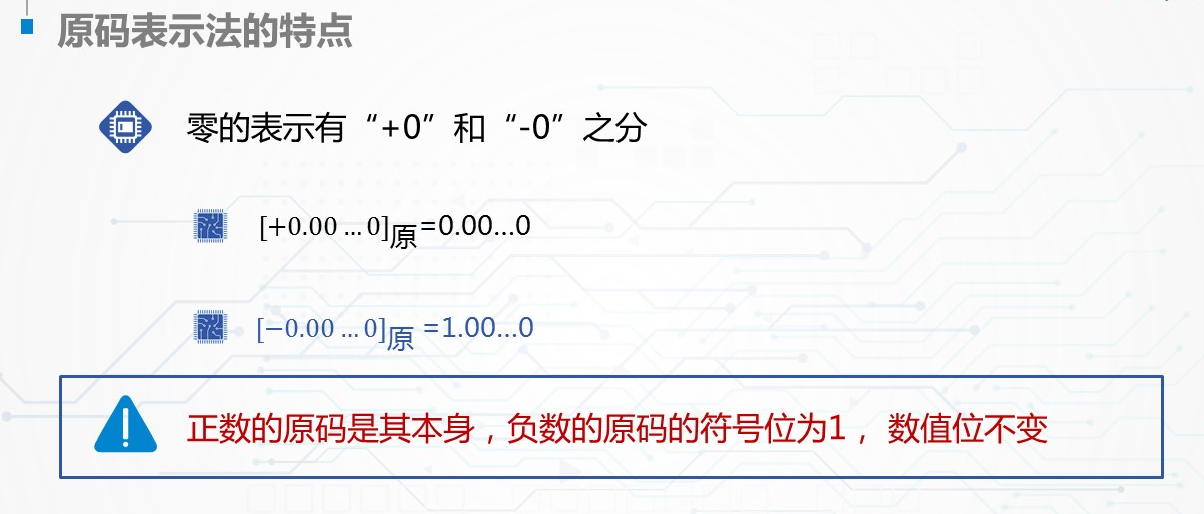 原码表示法的特点
零的表示有“+0”和“-0”之分
[+0.00 … 0]原=0.00…0
[−0.00 … 0]原 =1.00…0
正数的原码是其本身，负数的原码的符号位为1， 数值位不变